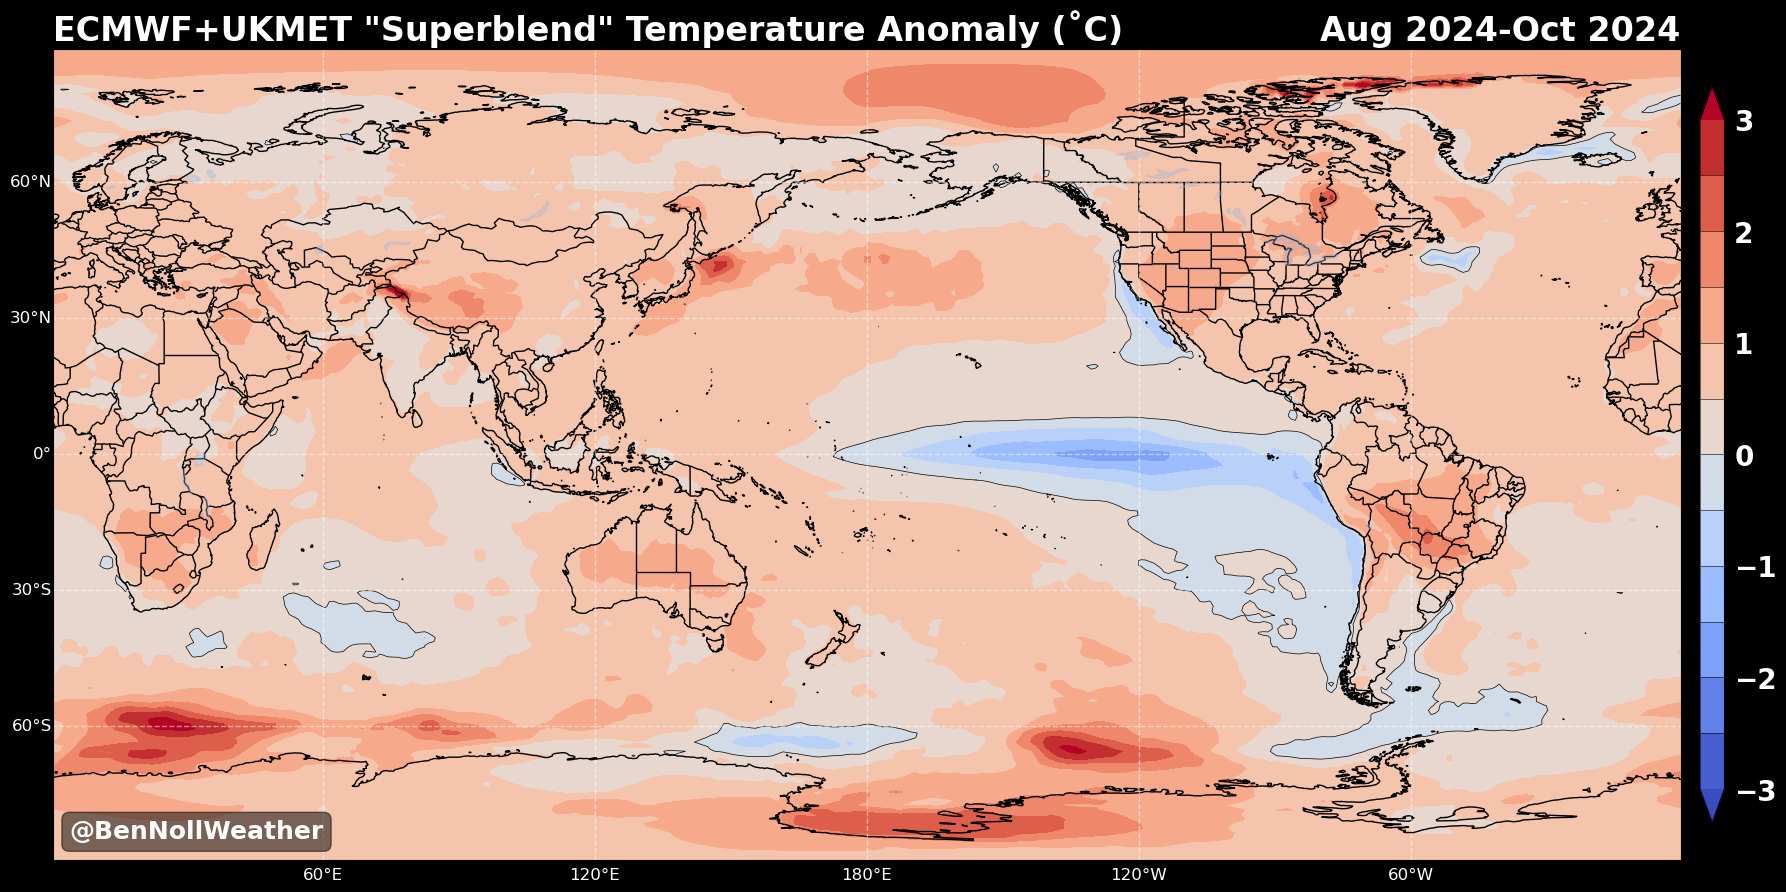 ECMWF+UKMET "Superblend" Temperature Anomaly (˚C)
Aug 2024-Oct 2024
3
2
1
0
−1
−2
−3
60°N
30°N
0°
30°S
60°S
@BenNollWeather
60°E
120°E
180°E
120°W
60°W